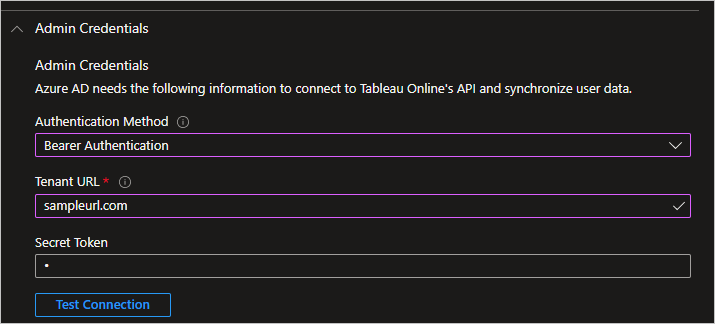 Admin Credentials
Admin Credentials
Azure AD needs the following information to connect to Tableau Online's API and synchronize user data.
Authentication Method
Bearer Authentication
Tenant URL *
sampleurl.com
Secret Token
•
Test Connection